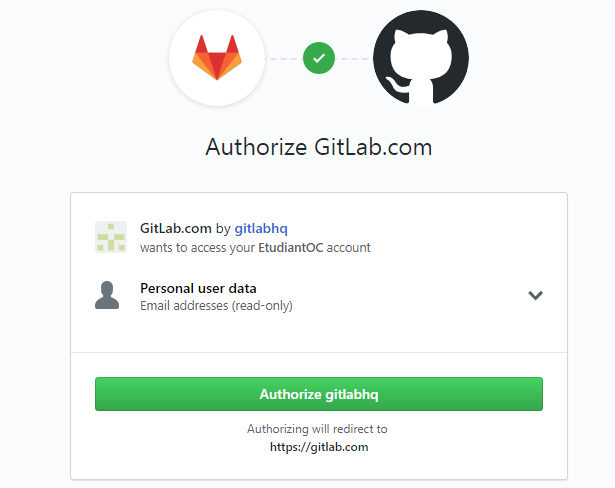 Authorize GitLab.com
GitLab.com by gitlabhq
wants to access your EtudiantOC account
Personal user data
Email addresses (read-only)
Authorize gitlabhq
Authorizing will redirect to
https://gitlab.com